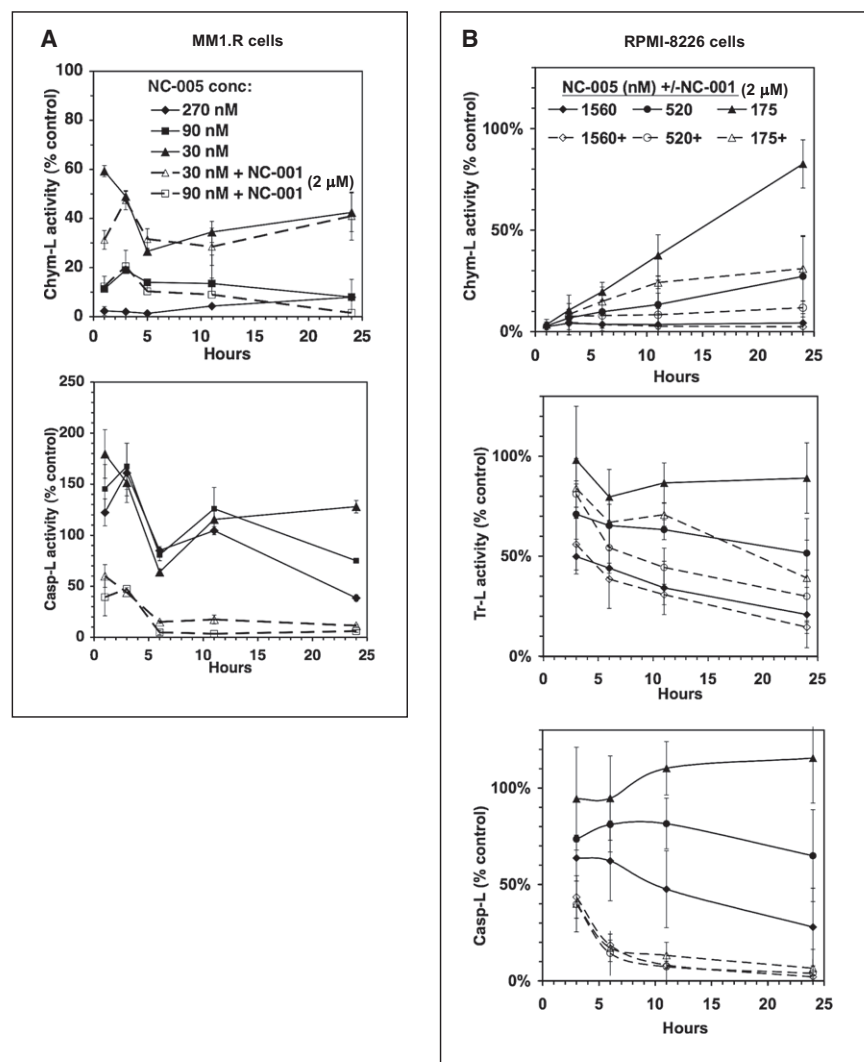 A
MM1.R cells
Chym-L activity (% control)
100
80
60
40
20
0
NC-005 conc:
270 nM
90 nM
30 nM
30 nM + NC-001
90 nM + NC-001
(2 μM)
0 5 10 15 20 25
Hours
Casp-L activity (% control)
250
200
150
100
50
0
0 5 10 15 20 25
Hours
B
RPMI-8226 cells
Chym-L activity (% control)
100%
50%
0%
NC-005 (nM) +/-NC-001 (2 μM)
1560 520 175
1560+ 520+ 175+
0 5 10 15 20 25
Hours
Tr-L activity (% control)
100%
50%
0%
0 5 10 15 20 25
Hours
Casp-L (% control)
100%
50%
0%
0 5 10 15 20 25
Hours